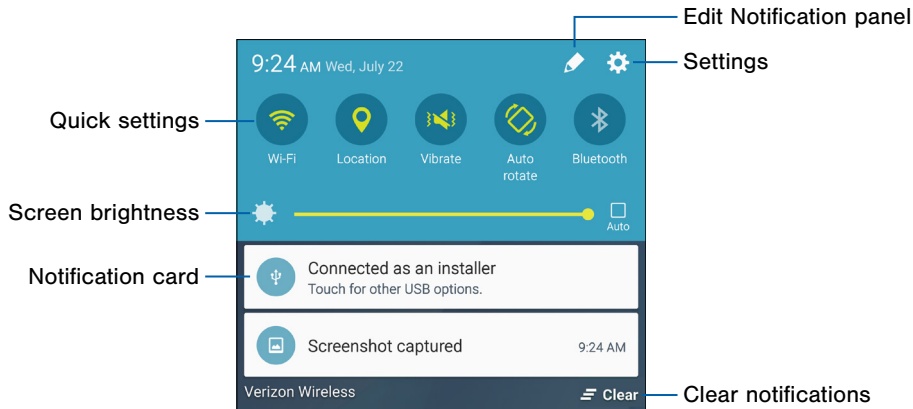 Edit Notification panel
9:24 AM Wed, July 22
Settings
Quick settings
Wi-Fi
Location
Vibrate
Auto
rotate
Bluetooth
Screen brightness
Auto
Notification card
Connected as an installer
Touch for other USB options.
Screenshot captured
9:24 AM
Verizon Wireless
Clear
Clear notifications